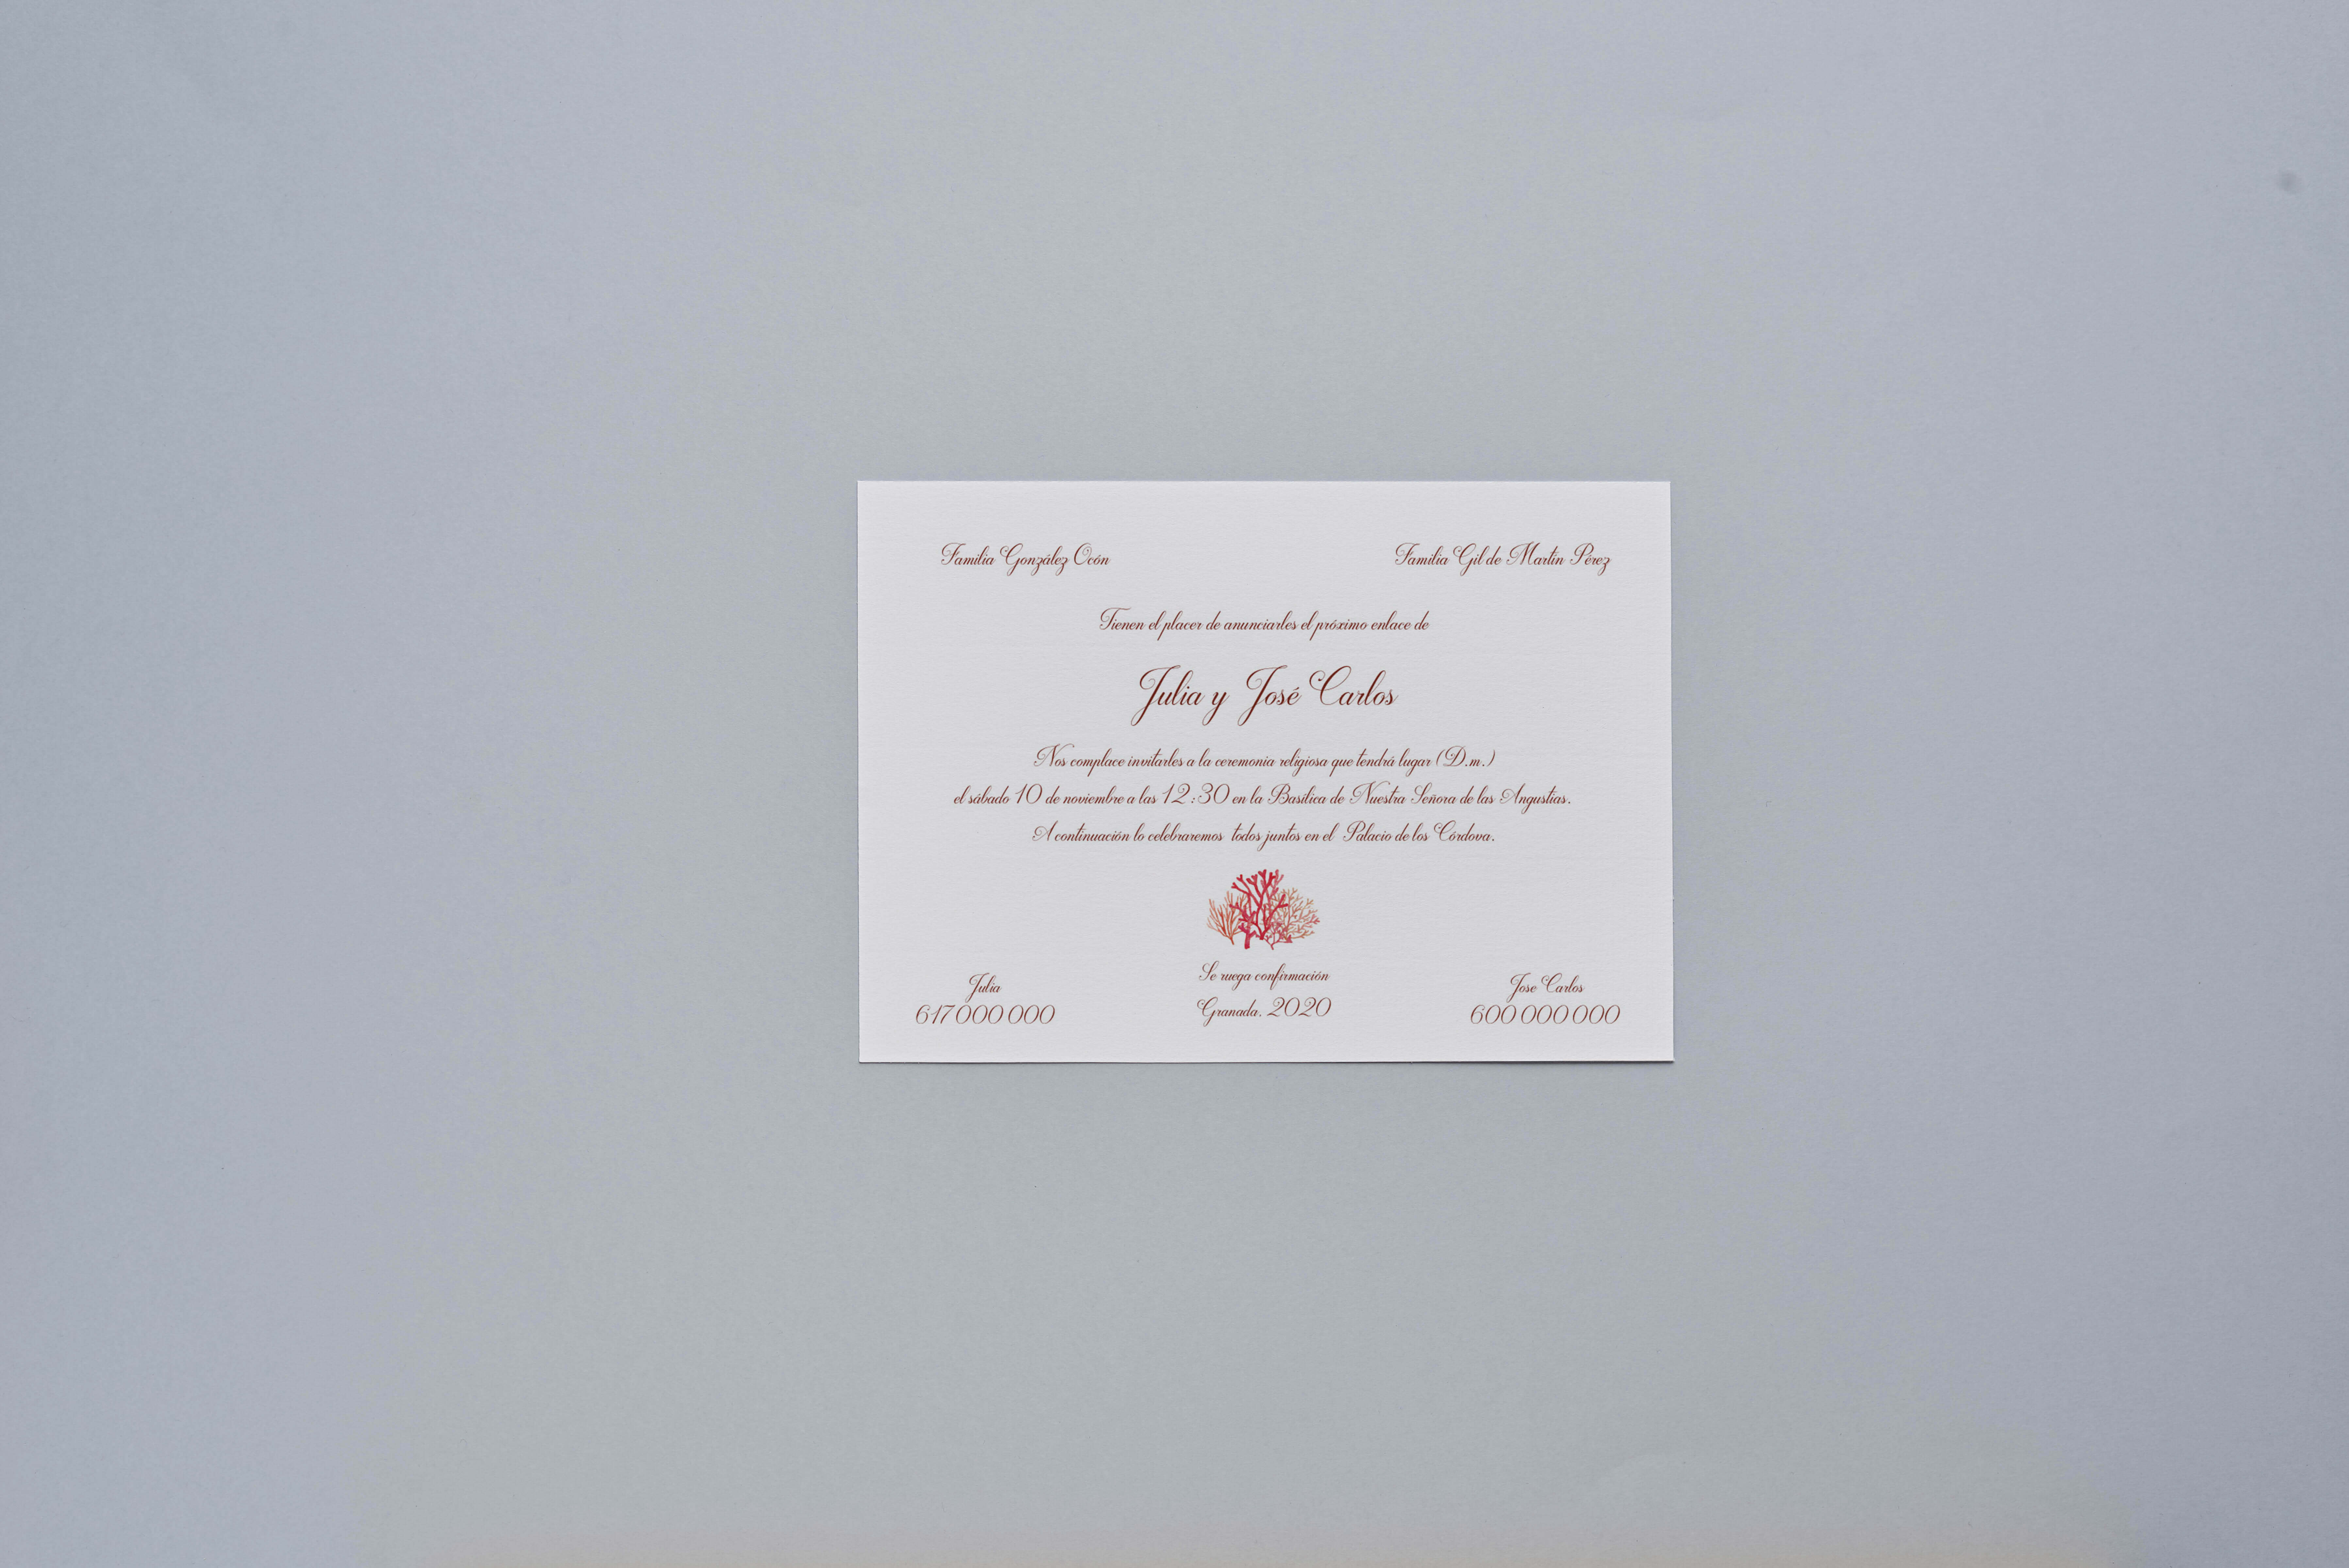 Familia González Ocón
Familia Gil de Martín Pérez
Tienen el placer de anunciarles el próximo enlace de
Julia y José Carlos
Nos complace invitarles a la ceremonia religiosa que tendrá lugar (D.m.)
el sábado 10 de noviembre a las 12:30 en la Basílica de Nuestra Señora de las Angustias.
A continuación lo celebraremos todos juntos en el Palacio de los Córdova.
Se ruega confirmación
Granada, 2020
Julia
617 000 000
Jose Carlos
600 000 000